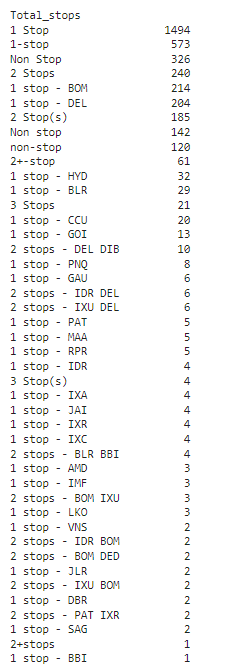 Total_stops
1 Stop 1494
1-stop 573
Non Stop 326
2 Stops 240
1 stop - BOM 214
1 stop - DEL 204
2 Stop(s) 185
Non stop 142
non-stop 120
2+-stop 61
1 stop - HYD 32
1 stop - BLR 29
3 Stops 21
1 stop - CCU 20
1 stop - GOI 13
2 stops - DEL DIB 10
1 stop - PNQ 8
1 stop - GAU 6
2 stops - IDR DEL 6
2 stops - IXU DEL 6
1 stop - PAT 5
1 stop - MAA 5
1 stop - RPR 5
1 stop - IDR 4
3 Stop(s) 4
1 stop - IXA 4
1 stop - JAI 4
1 stop - IXR 4
1 stop - IXC 4
2 stops - BLR BBI 4
1 stop - AMD 3
1 stop - IMF 3
2 stops - BOM IXU 3
1 stop - LKO 3
1 stop - VNS 2
2 stops - IDR BOM 2
2 stops - BOM DED 2
1 stop - JLR 2
2 stops - IXU BOM 2
1 stop - DBR 2
2 stops - PAT IXR 2
1 stop - SAG 2
2+stops 1
1 stop - BBI 1